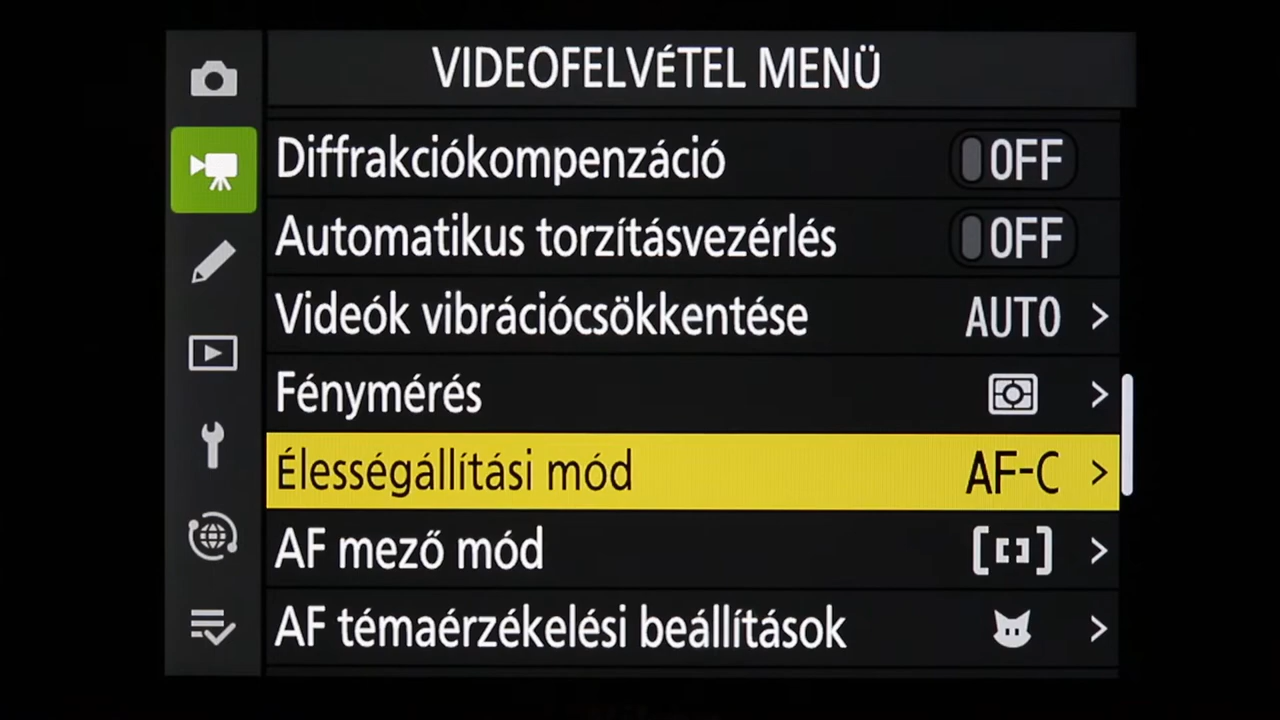 VIDEOFELVÉTEL MENÜ
Diffrakciókompenzáció OFF
Automatikus torzításvezérlés OFF
Videók vibrációcsökkentése AUTO >
Fénymérés >
Élességállítási mód AF-C >
AF mező mód >
AF témaérzékelési beállítások >